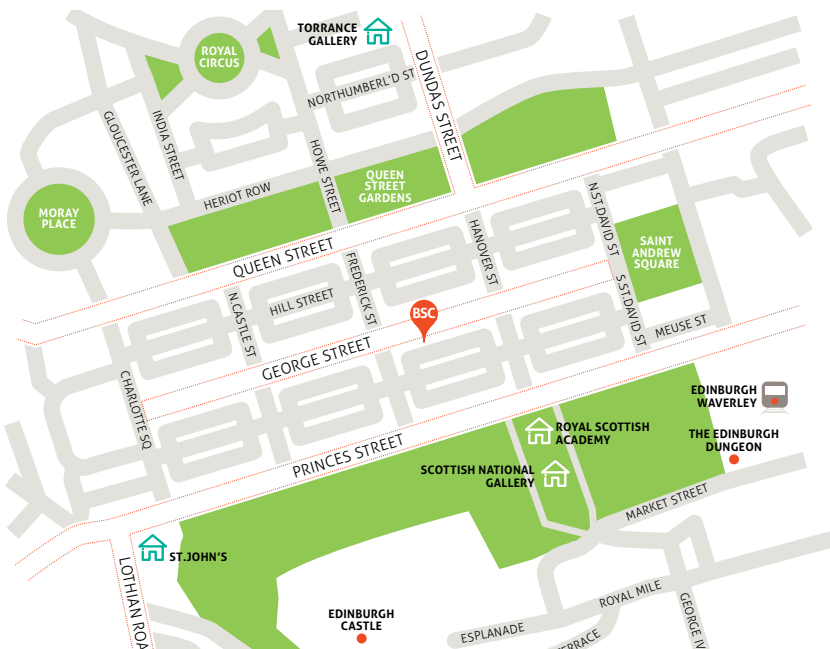 TORRANCE
GALLERY
ROYAL
CIRCUS
DUNDAS STREET
NORTHUMBERL'D ST
GLOUCESTER LANE
INDIA STREET
HOWE STREET
QUEEN
STREET
GARDENS
HERIOT ROW
MORAY
PLACE
N.ST.DAVID ST
HANOVER ST
SAINT
ANDREW
SQUARE
QUEEN STREET
FREDERICK ST
S.ST.DAVID ST
HILL STREET
N.CASTLE ST
BSC
MEUSE ST
GEORGE STREET
CHARLOTTE SQ
EDINBURGH
WAVERLEY
ROYAL SCOTTISH
ACADEMY
THE EDINBURGH
DUNGEON
PRINCES STREET
SCOTTISH NATIONAL
GALLERY
MARKET STREET
ST.JOHN'S
LOTHIAN ROA
ROYAL MILE
GEORGE IV
EDINBURGH
CASTLE
ESPLANADE
ERRACE